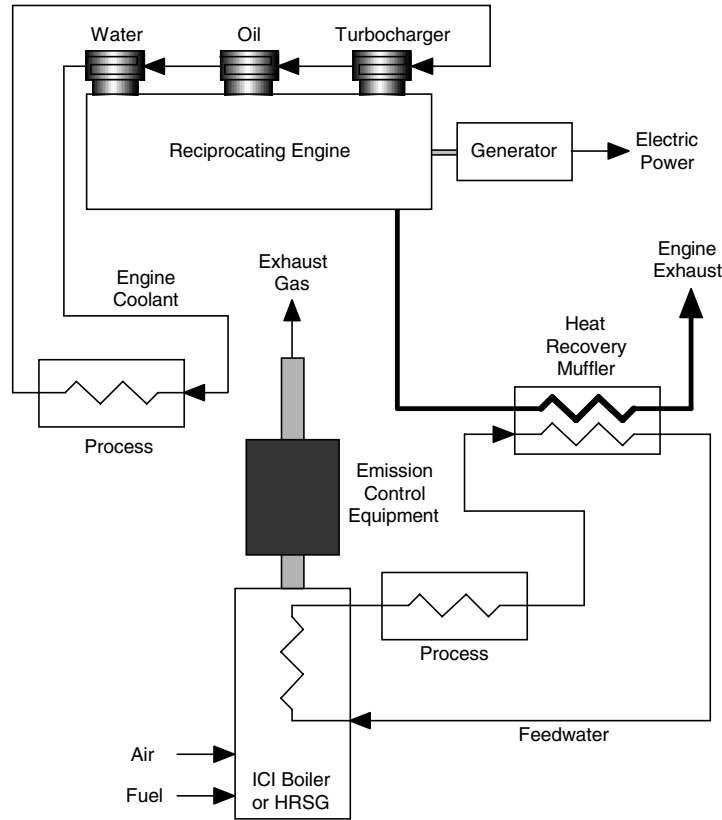 Water
Oil
Turbocharger
Reciprocating Engine
Generator
Electric
Power
Engine
Coolant
Exhaust
Gas
Engine
Exhaust
Heat
Recovery
Muffler
Process
Emission
Control
Equipment
Process
Feedwater
Air
Fuel
ICI Boiler
or HRSG